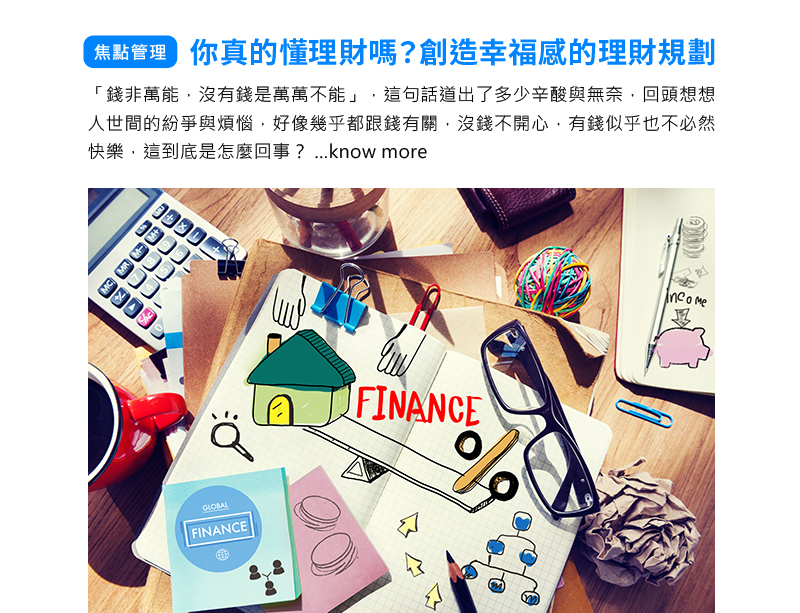 焦點管理 你真的懂理財嗎？創造幸福感的理財規劃
「錢非萬能，沒有錢是萬萬不能」，這句話道出了多少辛酸與無奈，回頭想想
人世間的紛爭與煩惱，好像幾乎都跟錢有關，沒錢不開心，有錢似乎也不必然
快樂，這到底是怎麼回事？ ...know more
MC
MR
M-
M+
+/-
Income
FINANCE
GLOBAL
FINANCE